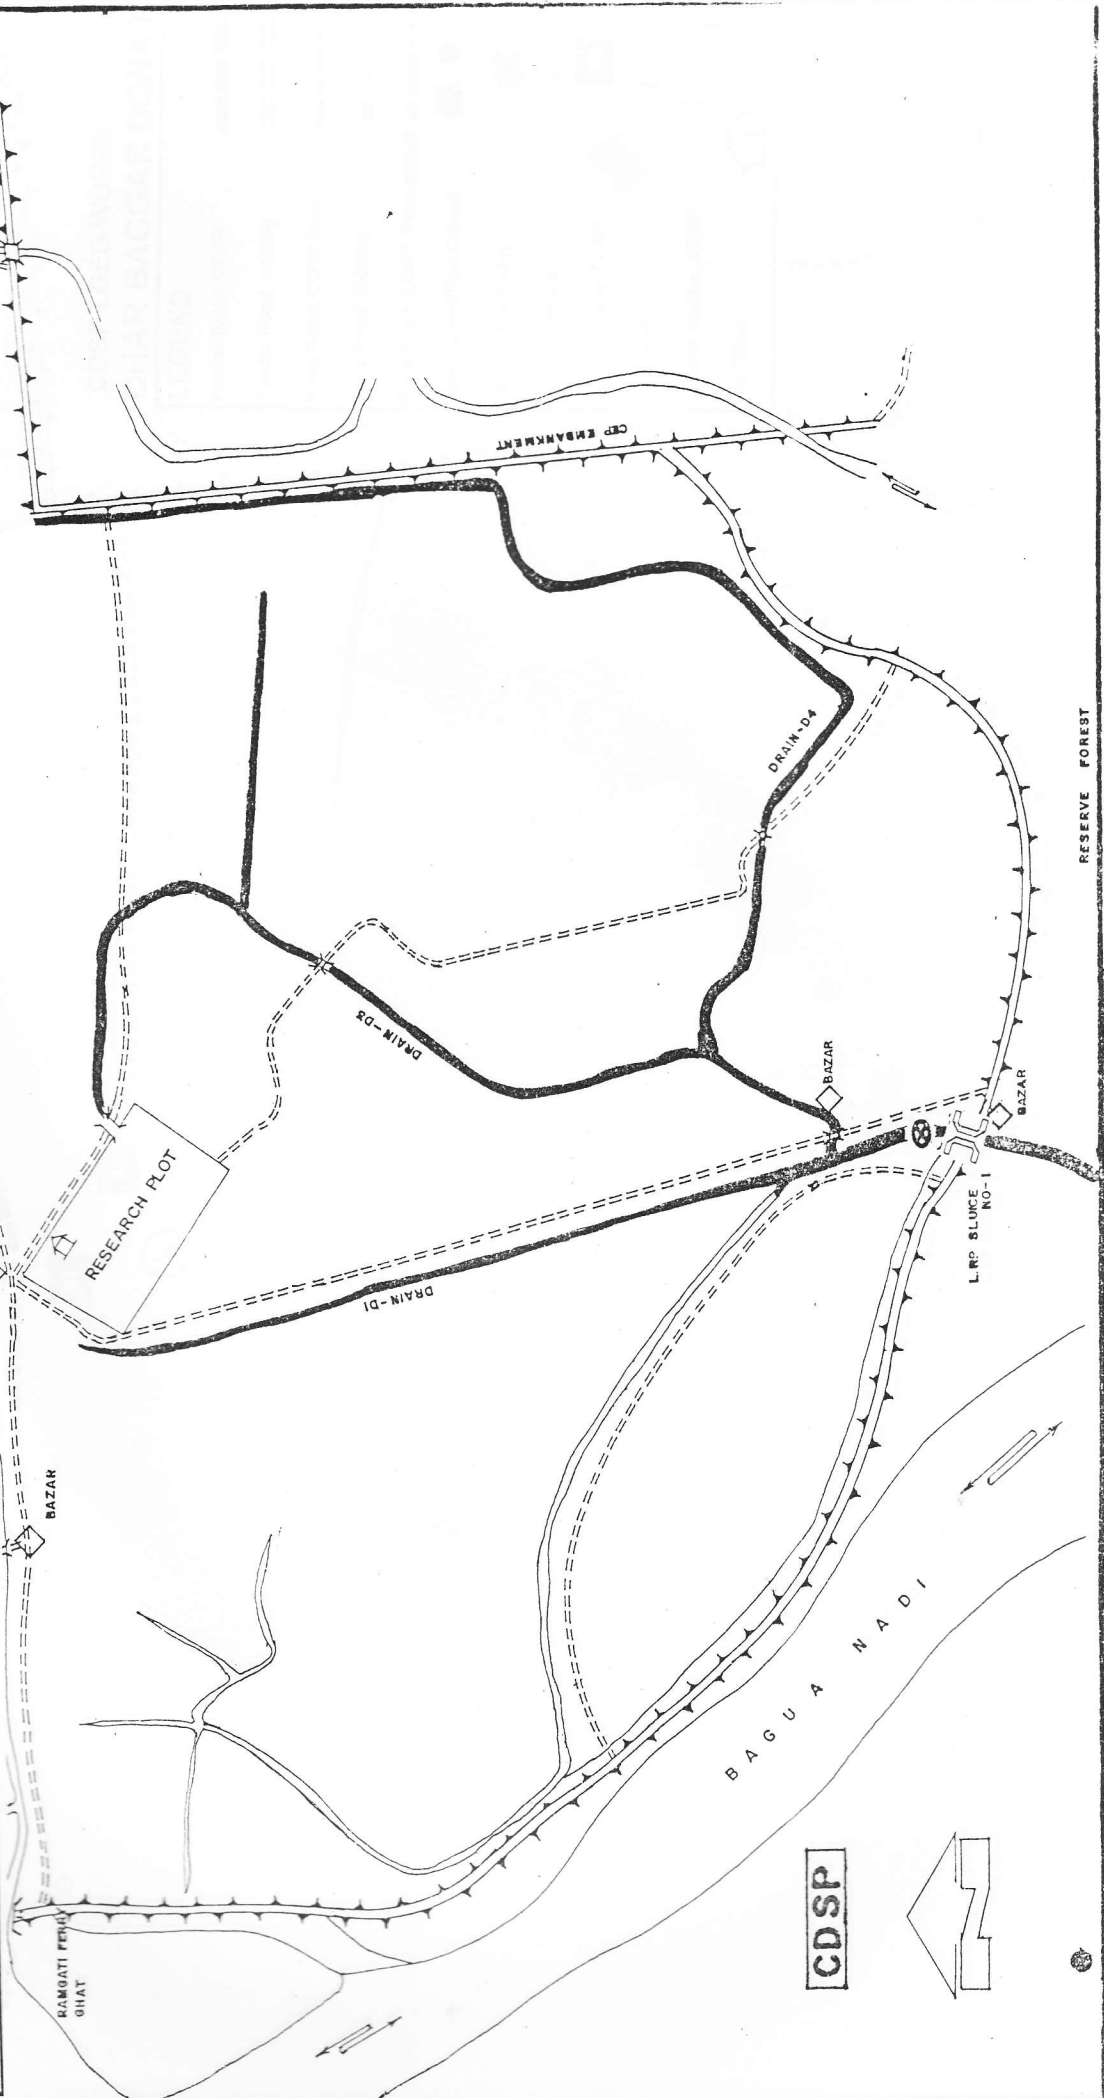 CEP EMBANKMENT
DRAIN-D4
RESERVE FOREST
DRAIN-D3
BAZAR
BAZAR
RESEARCH PLOT
L.RP SLUICE
NO-1
DRAIN-D1
BAZAR
BAGUA NADI
RAMGATI FERRY
GHAT
CDSP